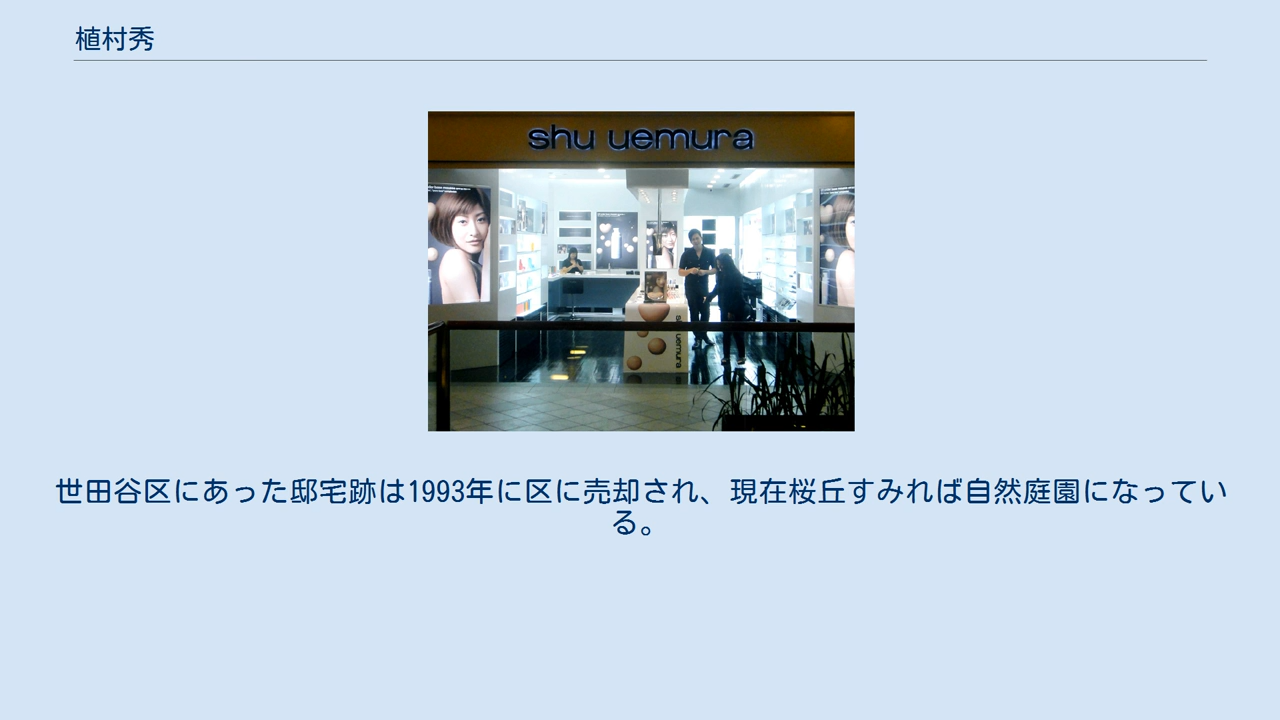 植村秀
shu uemura
shu uemura
世田谷区にあった邸宅跡は1993年に区に売却され、現在桜丘すみれば自然庭園になってい
る。